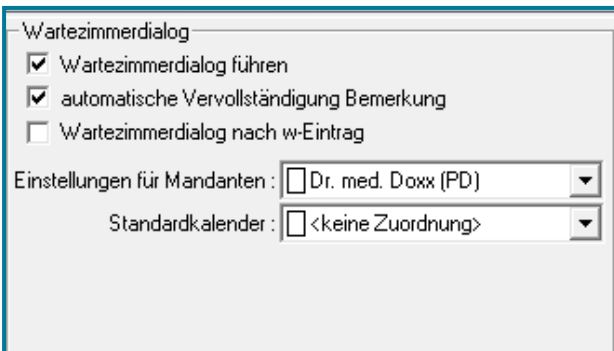 Wartezimmerdialog
Wartezimmerdialog führen
automatische Vervollständigung Bemerkung
Wartezimmerdialog nach w-Eintrag
Einstellungen für Mandanten : Dr. med. Doxx (PD)
Standardkalender : <keine Zuordnung>